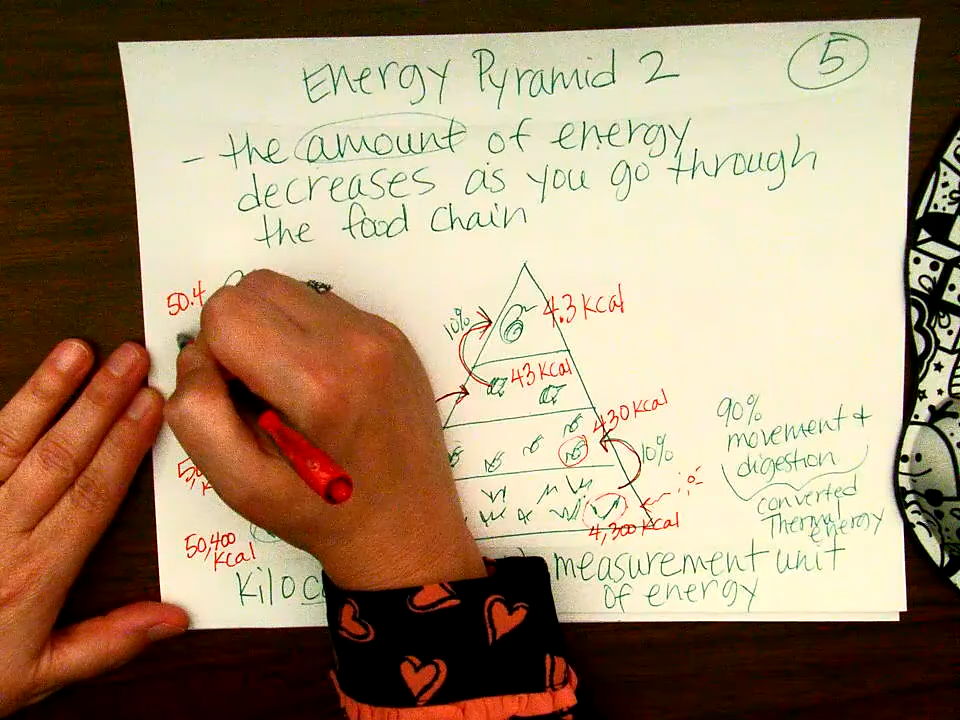 Energy Pyramid 2
5
- the amount of energy
decreases as you go through
the food chain
50.4
10%
4.3 kcal
43 kcal
430 kcal
10%
4,300 kcal
90%
movement +
digestion
converted
energy
50,400
kcal
measurement unit
of energy